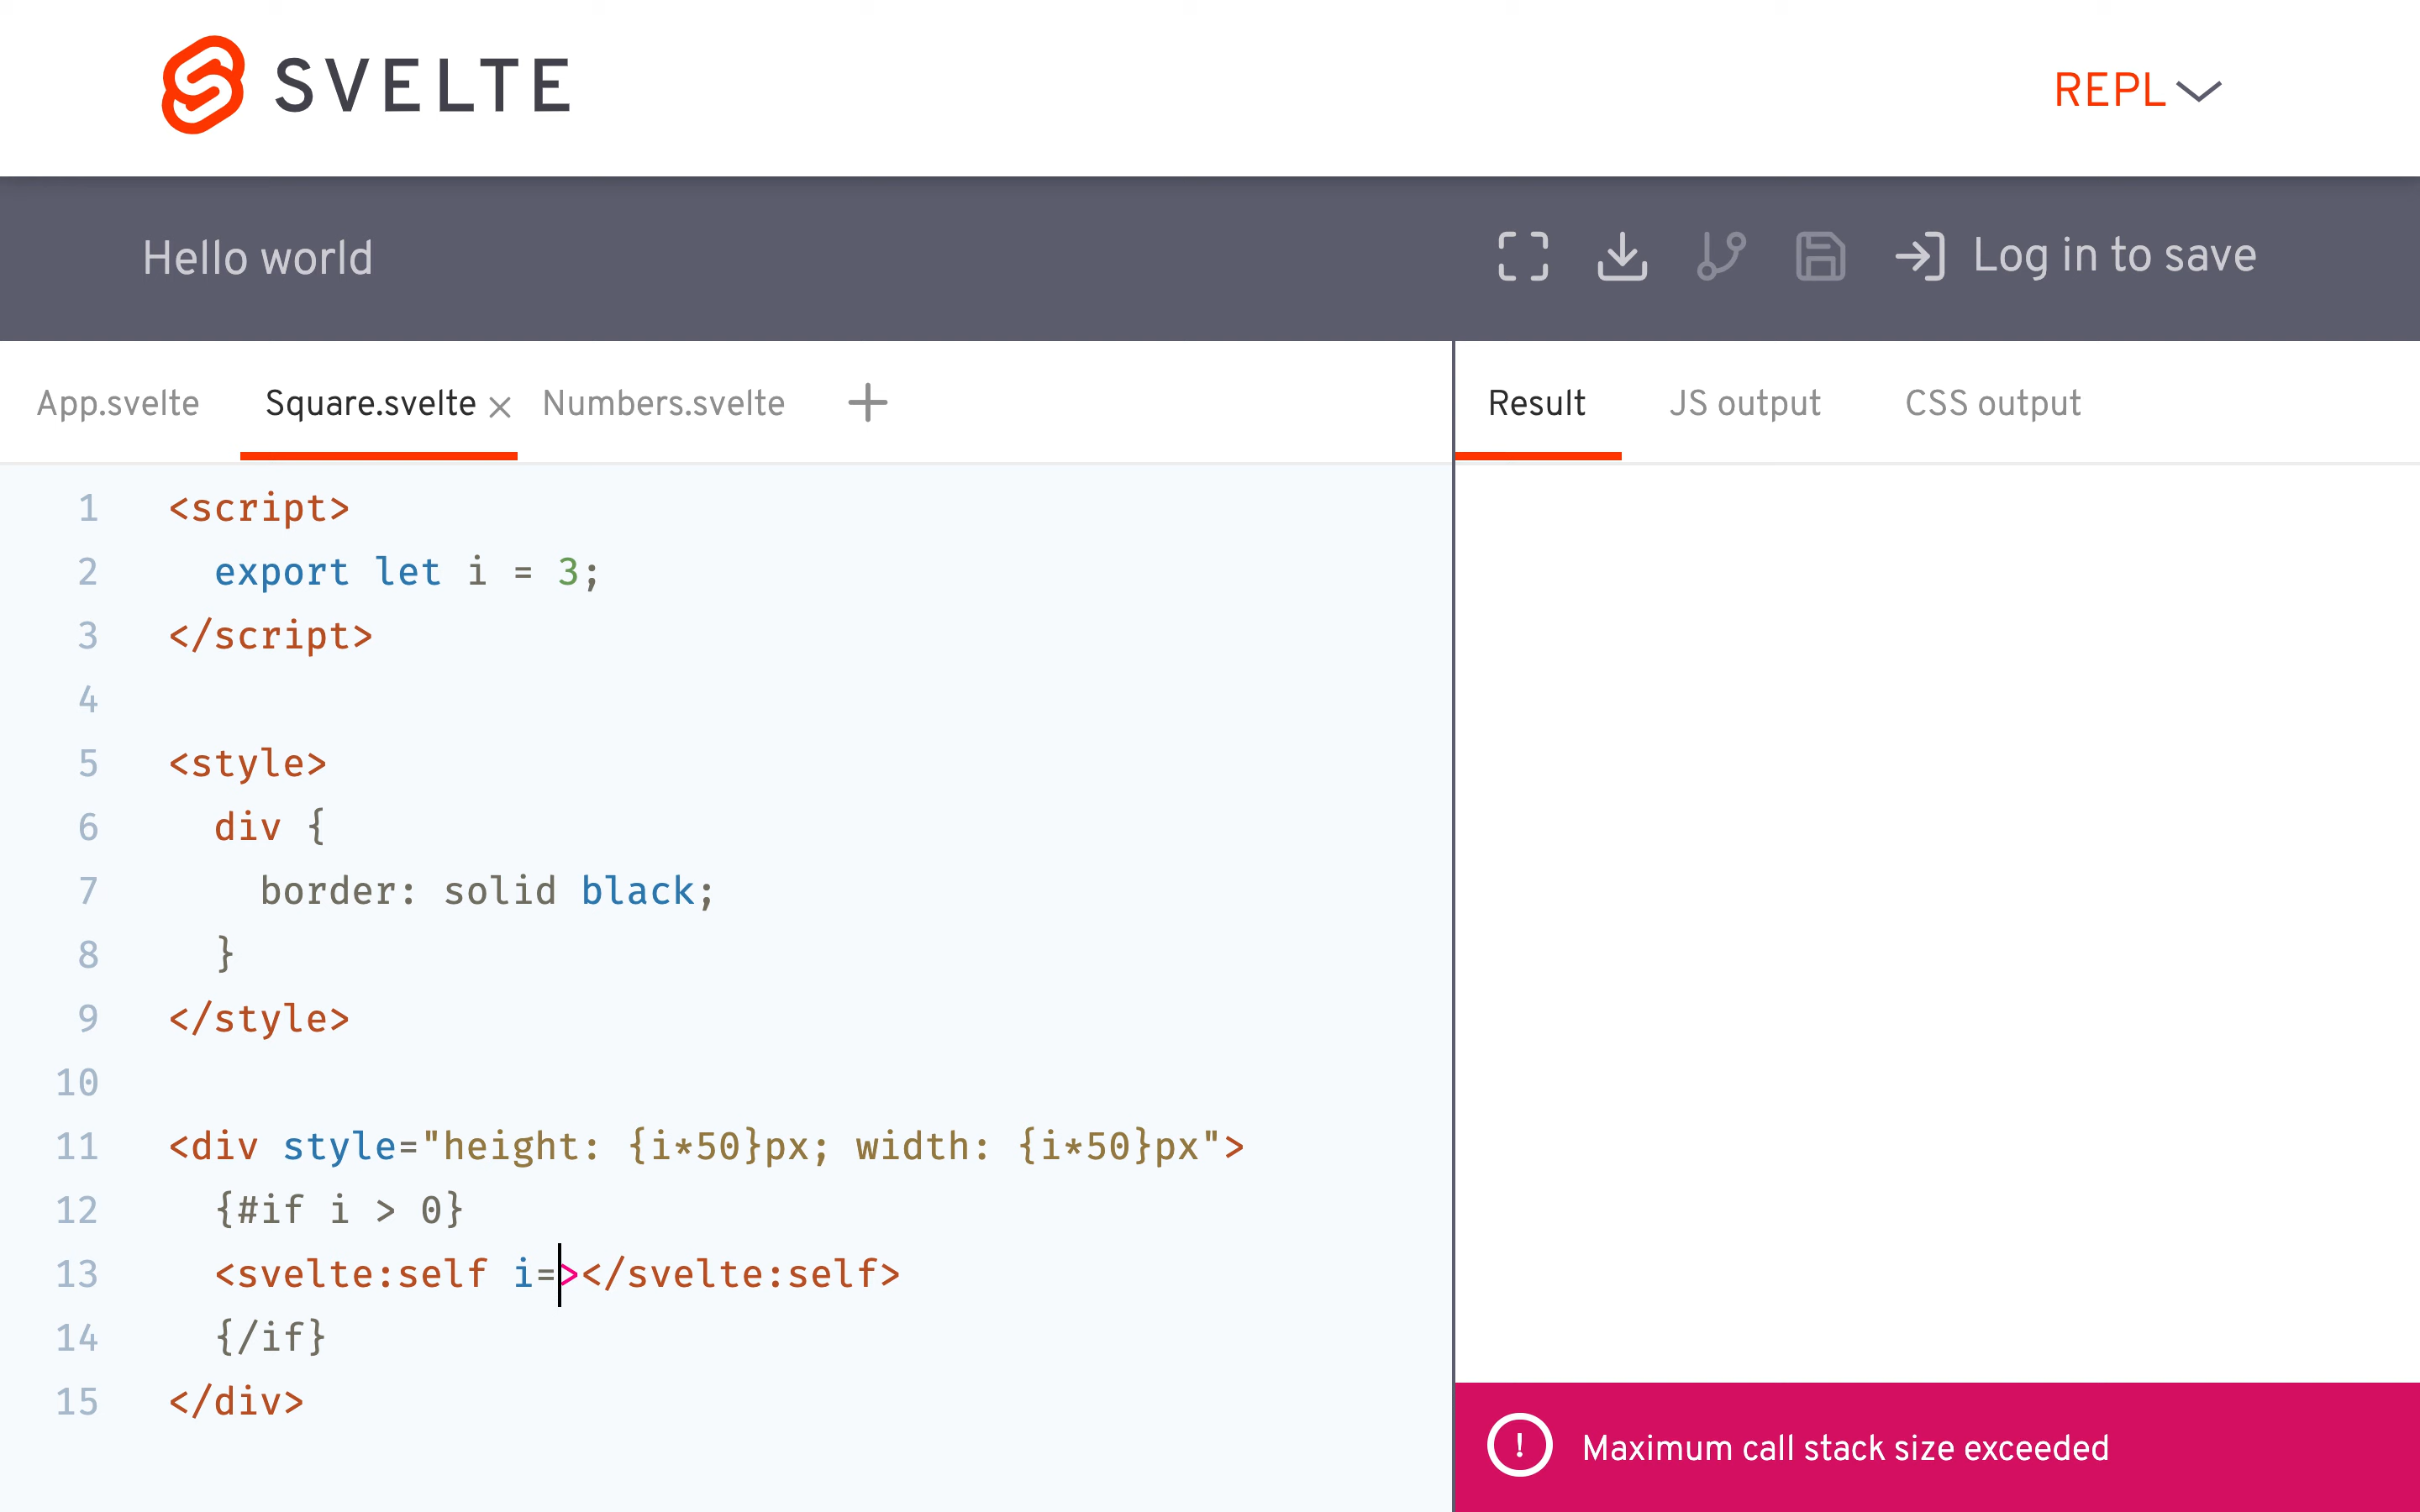 SVELTE
REPL
Hello world
Log in to save
App.svelte Square.svelte × Numbers.svelte +
Result JS output CSS output
1 <script>
2   export let i = 3;
3 </script>
4
5 <style>
6   div {
7     border: solid black;
8   }
9 </style>
10
11 <div style="height: {i*50}px; width: {i*50}px">
12   {#if i > 0}
13   <svelte:self i=></svelte:self>
14   {/if}
15 </div>
! Maximum call stack size exceeded